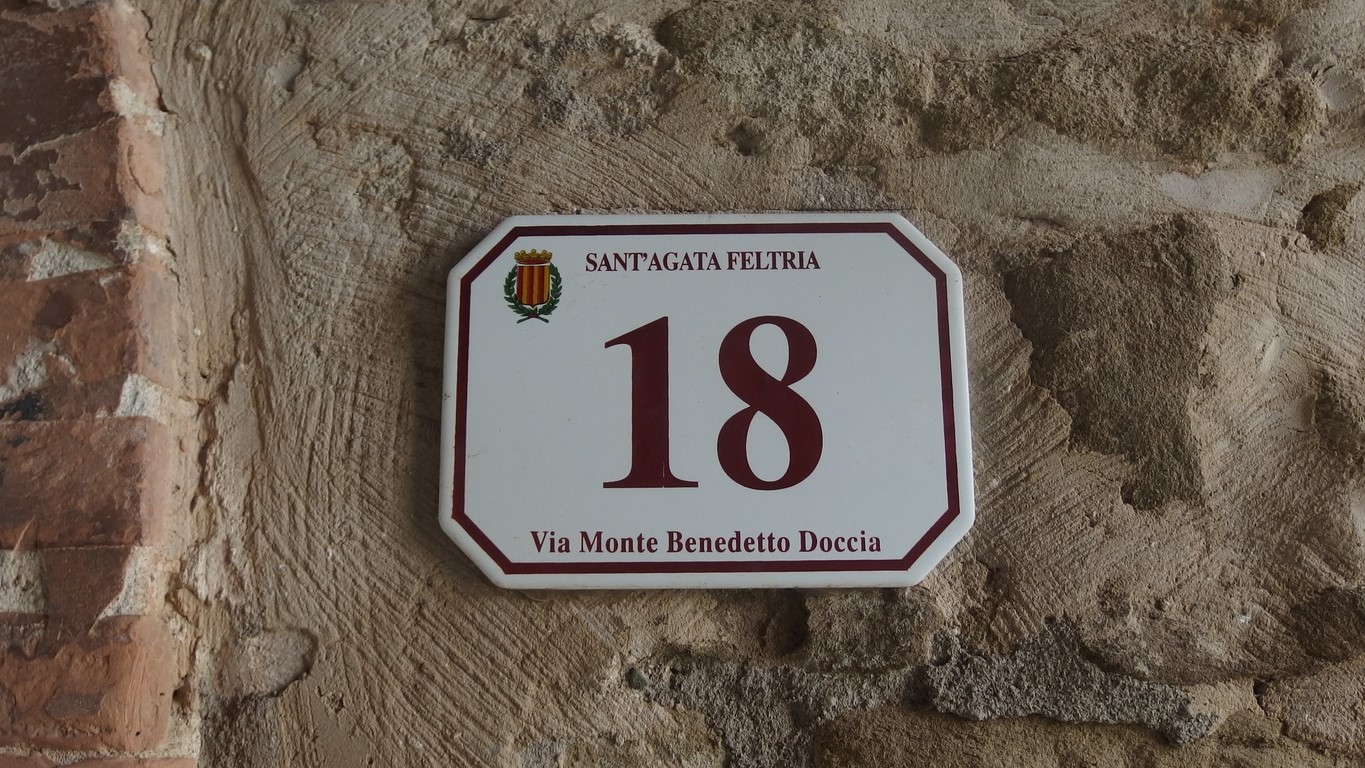 SANT'AGATA FELTRIA
18
Via Monte Benedetto Doccia